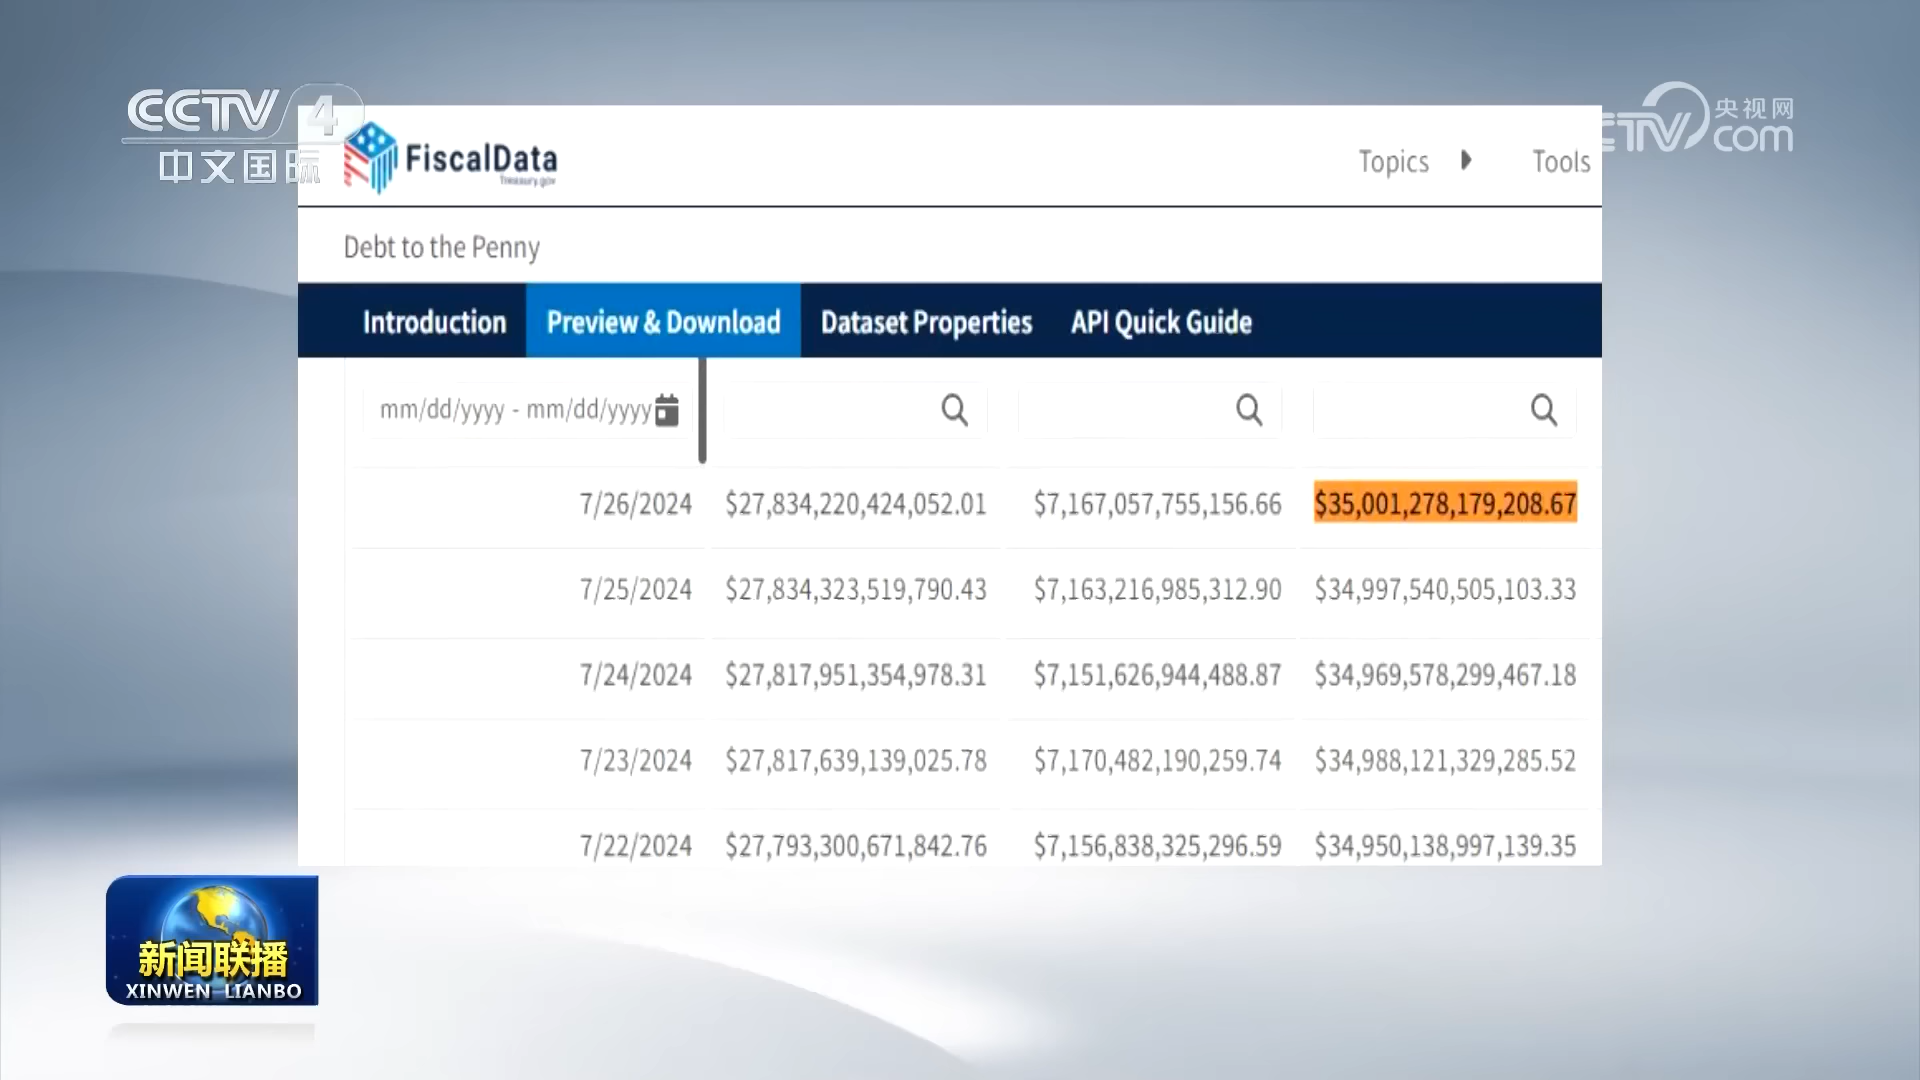 CCTV 4
中文国际
央视网
CTV com
FiscalData
Treasury.gov
Topics
Tools
Debt to the Penny
Introduction
Preview & Download
Dataset Properties
API Quick Guide
mm/dd/yyyy - mm/dd/yyyy
7/26/2024 $27,834,220,424,052.01 $7,167,057,755,156.66 $35,001,278,179,208.67
7/25/2024 $27,834,323,519,790.43 $7,163,216,985,312.90 $34,997,540,505,103.33
7/24/2024 $27,817,951,354,978.31 $7,151,626,944,488.87 $34,969,578,299,467.18
7/23/2024 $27,817,639,139,025.78 $7,170,482,190,259.74 $34,988,121,329,285.52
7/22/2024 $27,793,300,671,842.76 $7,156,838,325,296.59 $34,950,138,997,139.35
新闻联播
XINWEN LIANBO